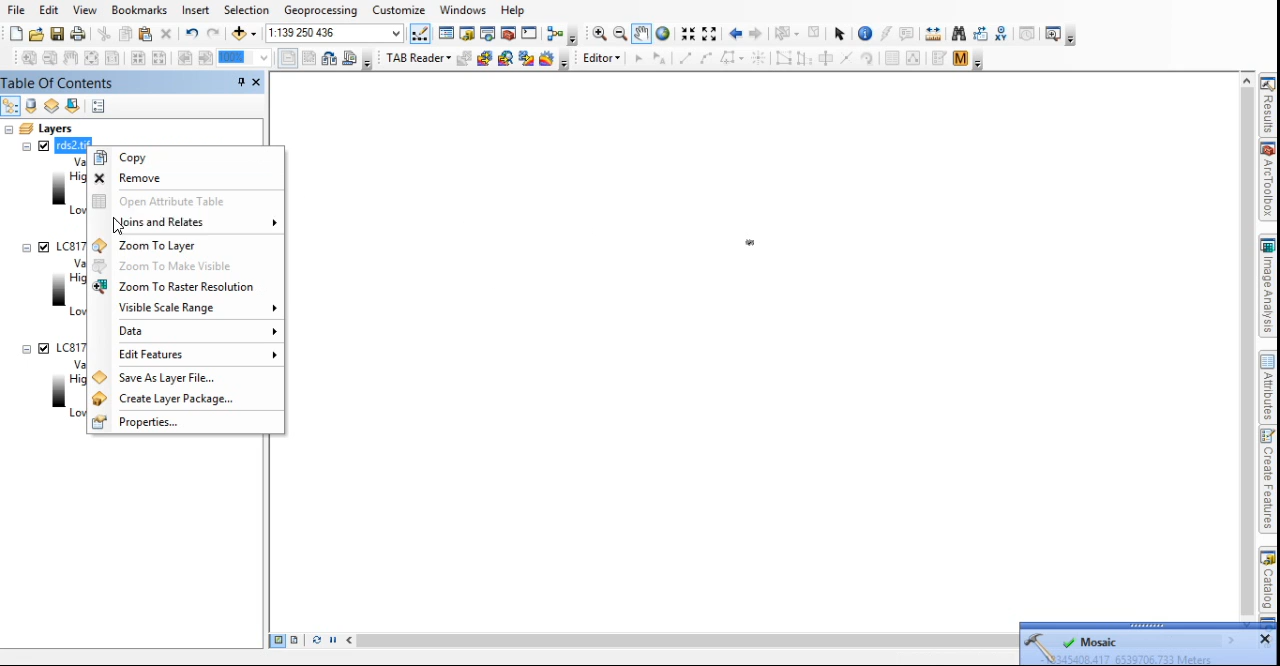 File Edit View Bookmarks Insert Selection Geoprocessing Customize Windows Help
1:139 250 436
100%
TAB Reader
Editor
M
Table Of Contents
Layers
rds2.tif
Va
Hig
Low
LC817
Va
Hig
Low
LC817
Va
Hig
Low
Copy
Remove
Open Attribute Table
Joins and Relates
Zoom To Layer
Zoom To Make Visible
Zoom To Raster Resolution
Visible Scale Range
Data
Edit Features
Save As Layer File...
Create Layer Package...
Properties...
Results
ArcToolbox
Image Analysis
Attributes
Create Features
Catalog
Mosaic
6539706.733 Meters